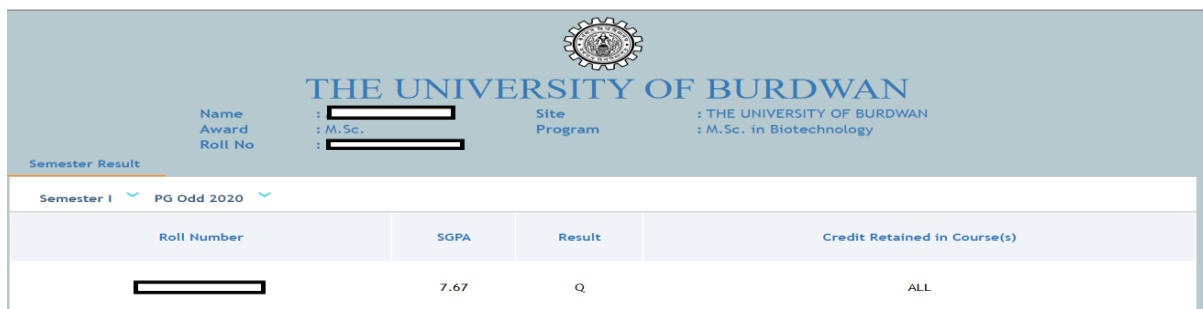 THE UNIVERSITY OF BURDWAN
Name : Site : THE UNIVERSITY OF BURDWAN
Award : M.Sc. Program : M.Sc. in Biotechnology
Roll No :
Semester Result
Semester I PG Odd 2020
Roll Number SGPA Result Credit Retained in Course(s)
7.67 Q ALL